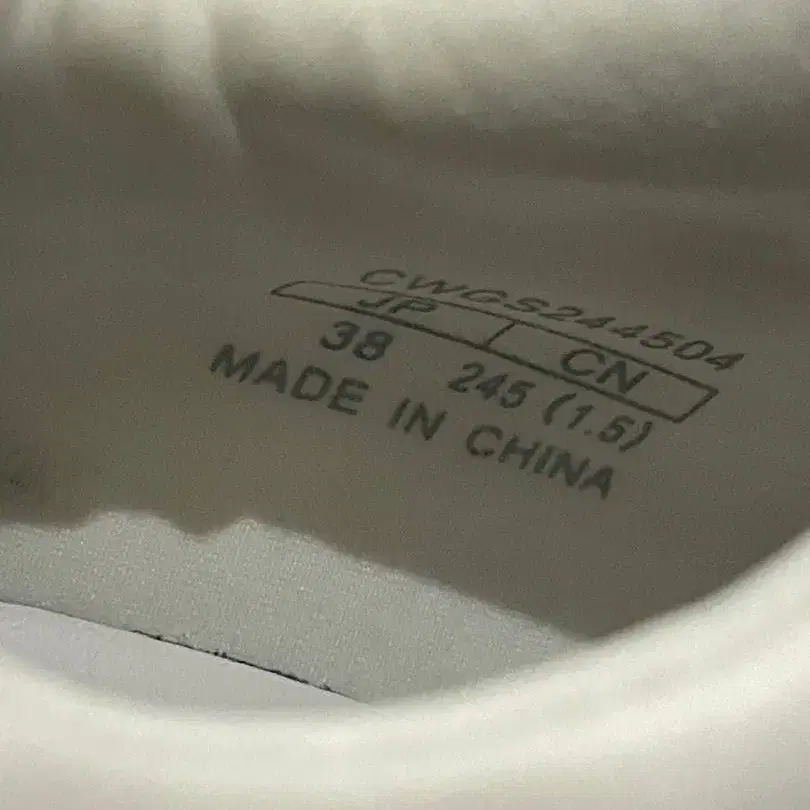 CWGS244504
JP CN
38 245 (1.5)
MADE IN CHINA